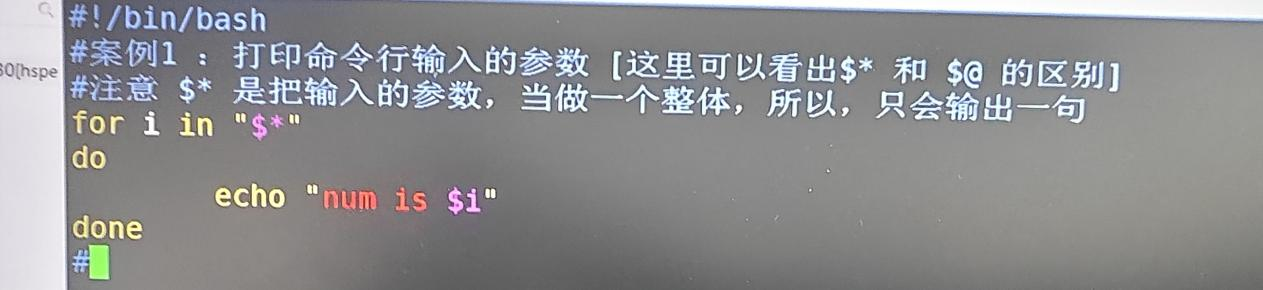 30[hspe
#!/bin/bash
#案例1 : 打印命令行输入的参数 [这里可以看出$* 和 $@ 的区别]
#注意 $* 是把输入的参数，当做一个整体，所以，只会输出一句
for i in "$*"
do
        echo "num is $i"
done
#